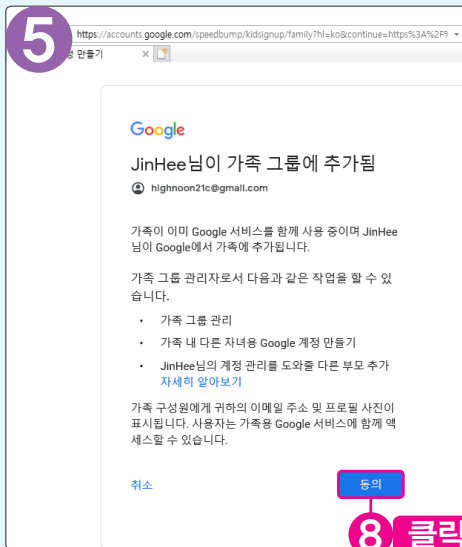 5
https://accounts.google.com/speedbump/kidsignup/family?hl=ko&continue=https%3A%2F%
만들기
Google
JinHee님이 가족 그룹에 추가됨
highnoon21c@gmail.com
가족이 이미 Google 서비스를 함께 사용 중이며 JinHee
님이 Google에서 가족에 추가됩니다.
가족 그룹 관리자로서 다음과 같은 작업을 할 수 있
습니다.
• 가족 그룹 관리
• 가족 내 다른 자녀용 Google 계정 만들기
• JinHee님의 계정 관리를 도와줄 다른 부모 추가
자세히 알아보기
가족 구성원에게 귀하의 이메일 주소 및 프로필 사진이
표시됩니다. 사용자는 가족용 Google 서비스에 함께 액
세스할 수 있습니다.
취소
동의
8 클릭